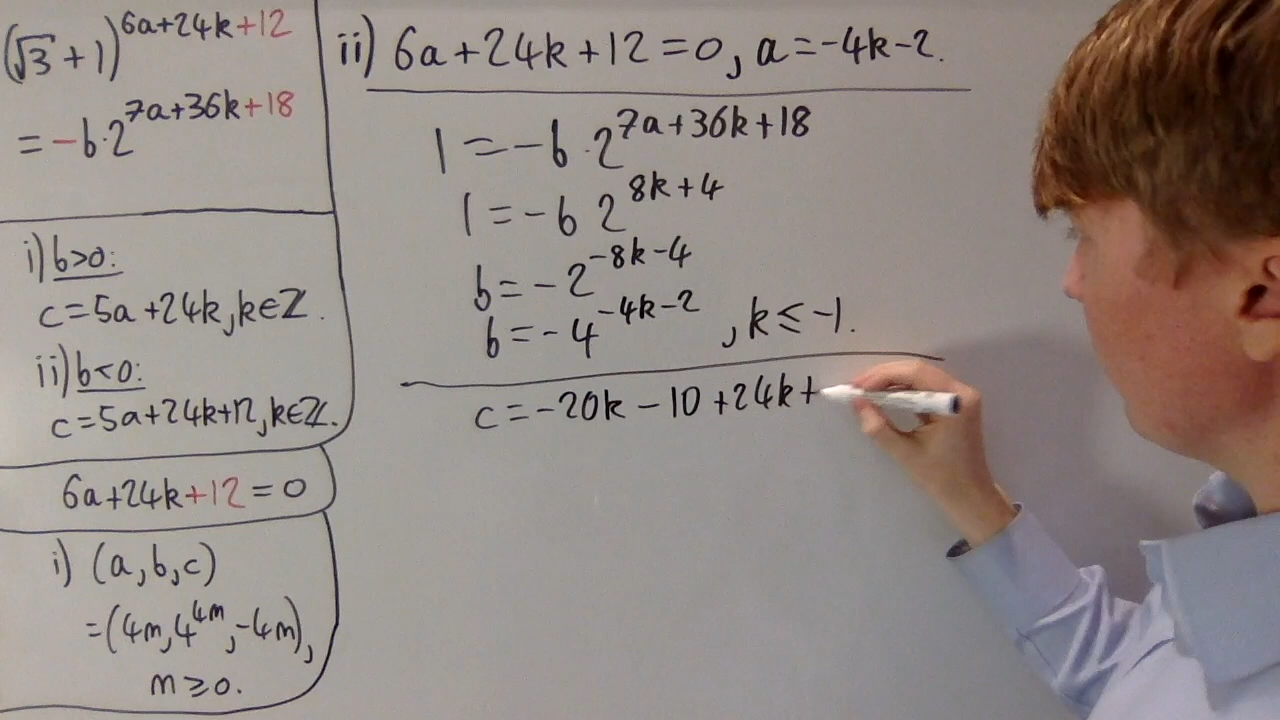 (√3+1)^{6a+24k+12}
=-b·2^{7a+36k+18}
i) b>0:
c=5a+24k, k∈ℤ.
ii) b<0:
c=5a+24k+12, k∈ℤ.
6a+24k+12=0
i) (a,b,c)
=(4m,4^{4m},-4m),
m≥0.
ii) 6a+24k+12=0, a=-4k-2.
1=-b·2^{7a+36k+18}
1=-b 2^{8k+4}
b=-2^{-8k-4}
b=-4^{-4k-2}, k≤-1.
c=-20k-10+24k+